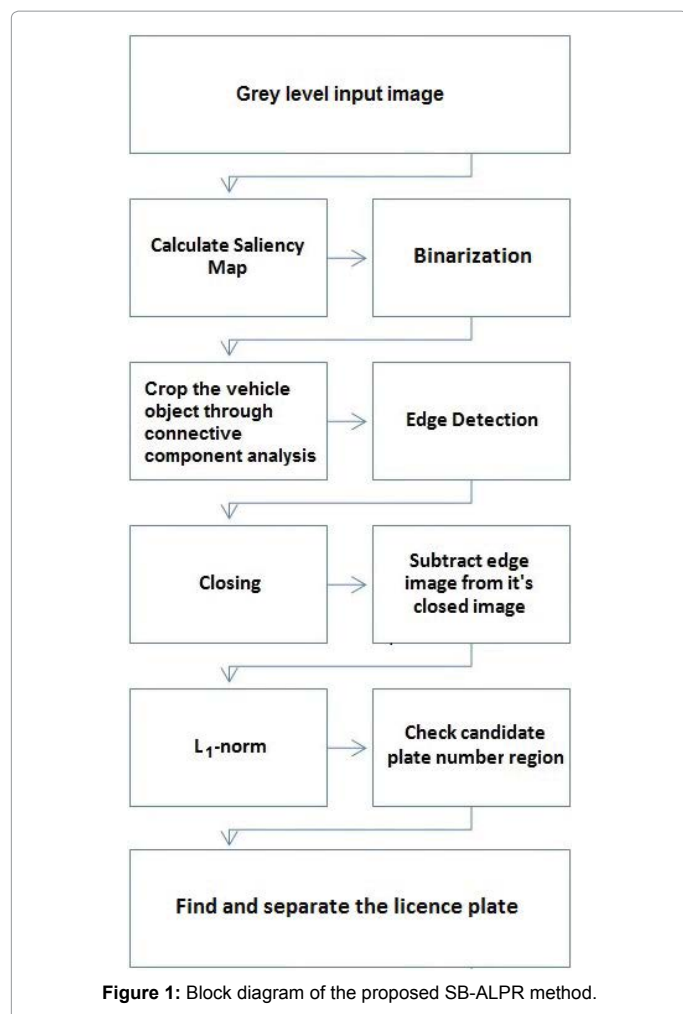 Grey level input image
Calculate Saliency
Map
Binarization
Crop the vehicle
object through
connective
component analysis
Edge Detection
Closing
Subtract edge
image from it's
closed image
L₁-norm
Check candidate
plate number region
Find and separate the licence plate
Figure 1: Block diagram of the proposed SB-ALPR method.